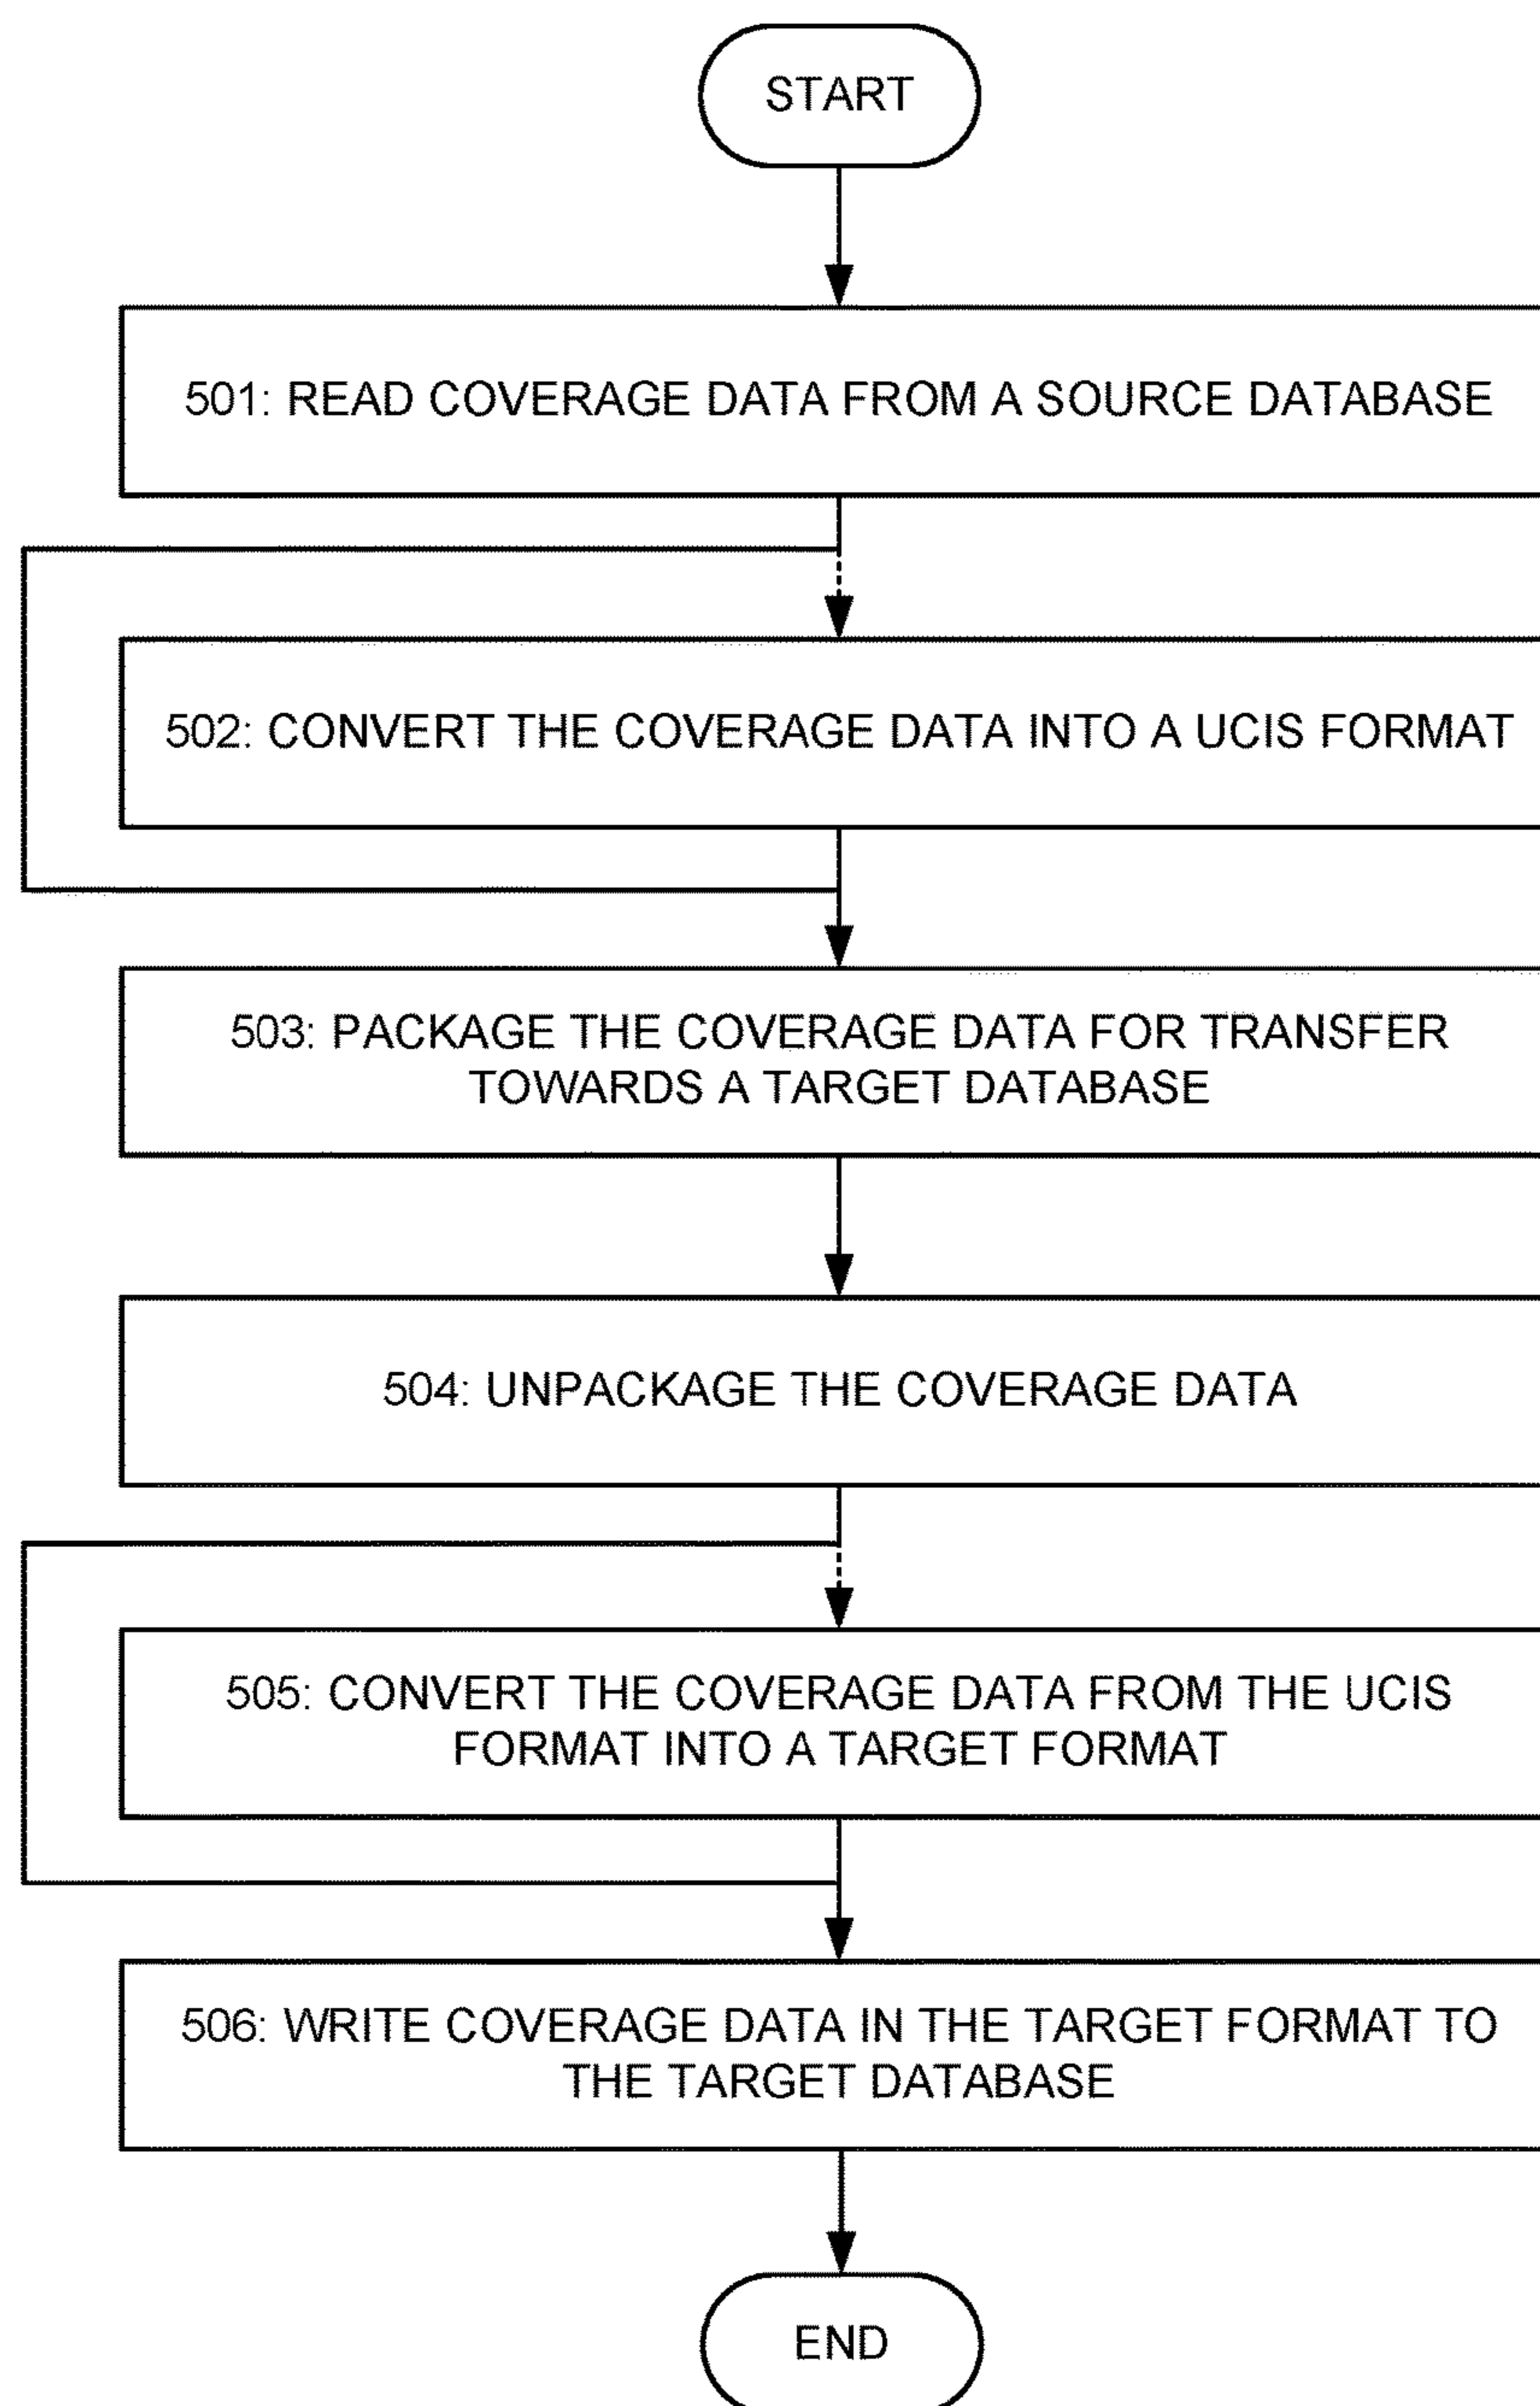 START
501: READ COVERAGE DATA FROM A SOURCE DATABASE
502: CONVERT THE COVERAGE DATA INTO A UCIS FORMAT
503: PACKAGE THE COVERAGE DATA FOR TRANSFER
TOWARDS A TARGET DATABASE
504: UNPACKAGE THE COVERAGE DATA
505: CONVERT THE COVERAGE DATA FROM THE UCIS
FORMAT INTO A TARGET FORMAT
506: WRITE COVERAGE DATA IN THE TARGET FORMAT TO
THE TARGET DATABASE
END